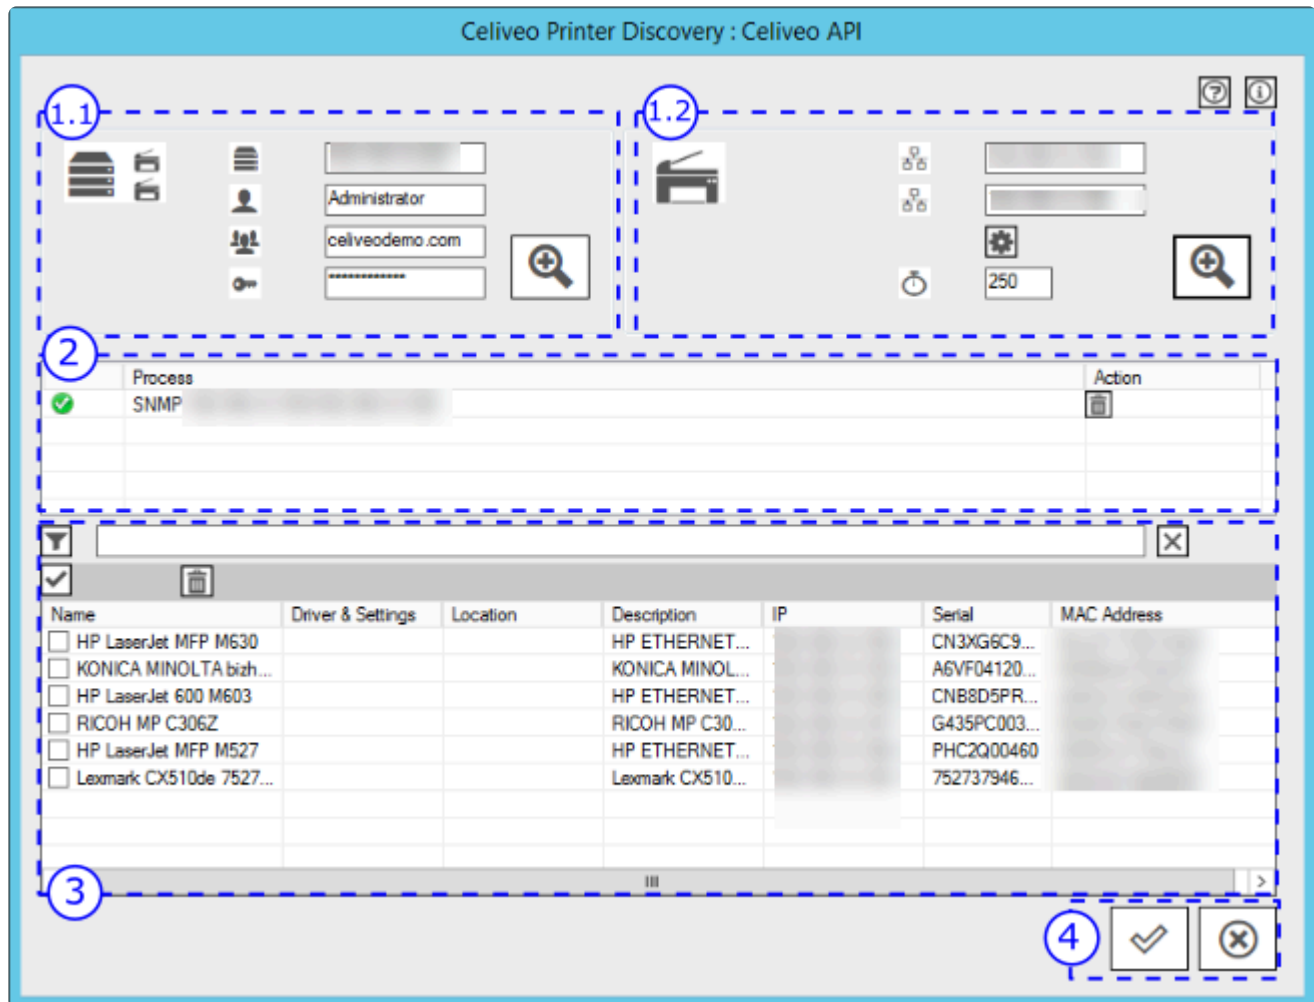 Celiveo Printer Discovery : Celiveo API
1.1
1.2
Administrator
celiveodemo.com
************
250
2
Process Action
SNMP
Name Driver & Settings Location Description IP Serial MAC Address
HP LaserJet MFP M630 HP ETHERNET... CN3XG6C9...
KONICA MINOLTA bizh... KONICA MINOL... A6VF04120...
HP LaserJet 600 M603 HP ETHERNET... CNB8D5PR...
RICOH MP C306Z RICOH MP C30... G435PC003...
HP LaserJet MFP M527 HP ETHERNET... PHC2Q00460
Lexmark CX510de 7527... Lexmark CX510... 752737946...
3
4